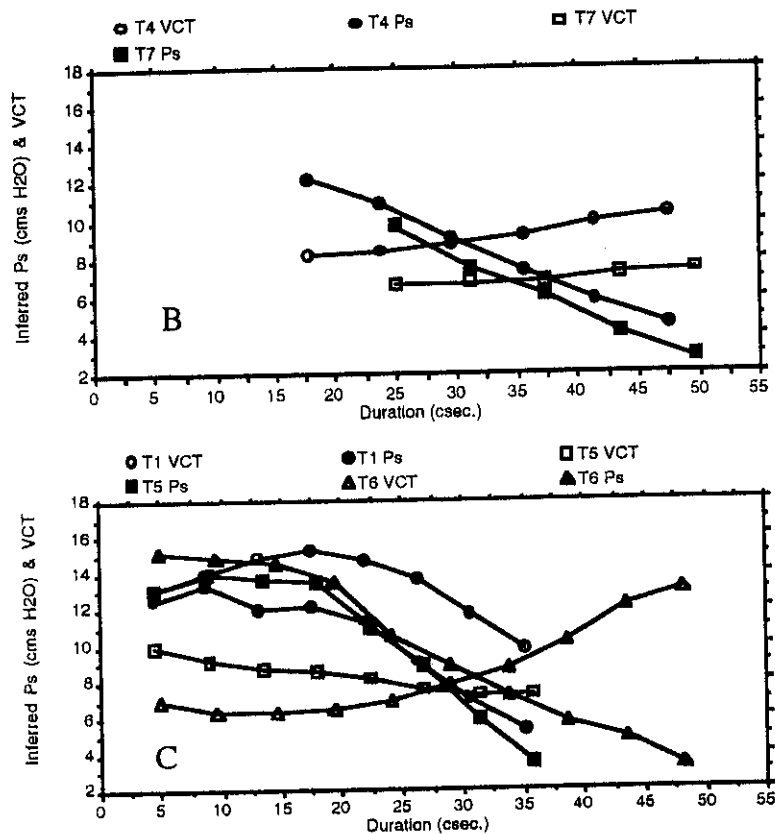 T4 VCT T4 Ps T7 VCT
T7 Ps
18
16
14
12
10
8
6
4
2
Inferred Ps (cms H2O) & VCT
B
0 5 10 15 20 25 30 35 40 45 50 55
Duration (csec.)
T1 VCT T1 Ps T5 VCT
T5 Ps T6 VCT T6 Ps
18
16
14
12
10
8
6
4
2
Inferred Ps (cms H2O) & VCT
C
0 5 10 15 20 25 30 35 40 45 50 55
Duration (csec.)